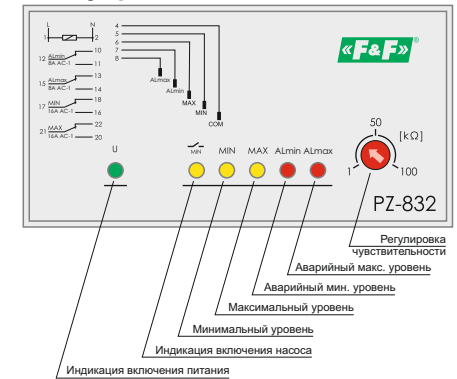 L N
1 2
12 ALmin 10
8A AC-1 11
15 ALmax 13
8A AC-1 14
17 MIN 18
16A AC-1 16
21 MAX 22
16A AC-1 20
4
5
6
7
8
ALmax
ALmin
MAX
MIN
COM
«F&F»
50
[kΩ]
1 100
U
MIN
MIN MAX ALmin ALmax
PZ-832
Регулировка
чувствительности
Аварийный макс. уровень
Аварийный мин. уровень
Максимальный уровень
Минимальный уровень
Индикация включения насоса
Индикация включения питания